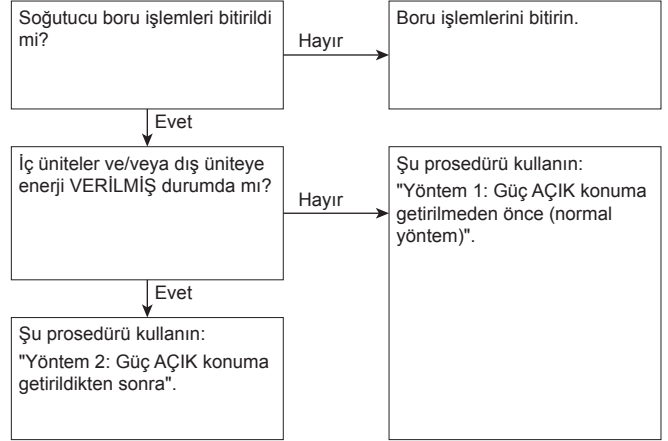 Soğutucu boru işlemleri bitirildi
mi?
Hayır
Boru işlemlerini bitirin.
Evet
İç üniteler ve/veya dış üniteye
enerji VERİLMİŞ durumda mı?
Hayır
Şu prosedürü kullanın:
"Yöntem 1: Güç AÇIK konuma
getirilmeden önce (normal
yöntem)".
Evet
Şu prosedürü kullanın:
"Yöntem 2: Güç AÇIK konuma
getirildikten sonra".